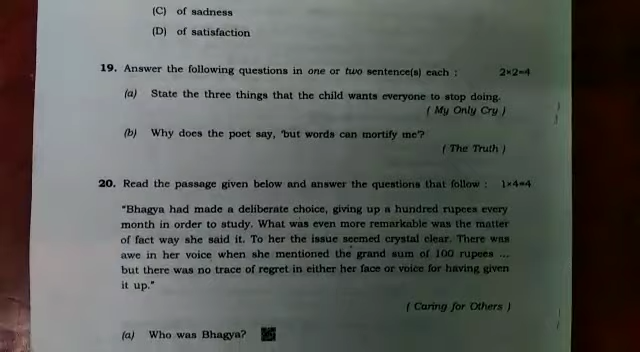 (C) of sadness
(D) of satisfaction
19. Answer the following questions in one or two sentence(s) each : 2×2=4
(a) State the three things that the child wants everyone to stop doing.
( My Only Cry )
(b) Why does the poet say, 'but words can mortify me'?
( The Truth )
20. Read the passage given below and answer the questions that follow : 1×4=4
"Bhagya had made a deliberate choice, giving up a hundred rupees every
month in order to study. What was even more remarkable was the matter
of fact way she said it. To her the issue seemed crystal clear. There was
awe in her voice when she mentioned the grand sum of 100 rupees ...
but there was no trace of regret in either her face or voice for having given
it up."
( Caring for Others )
(a) Who was Bhagya?